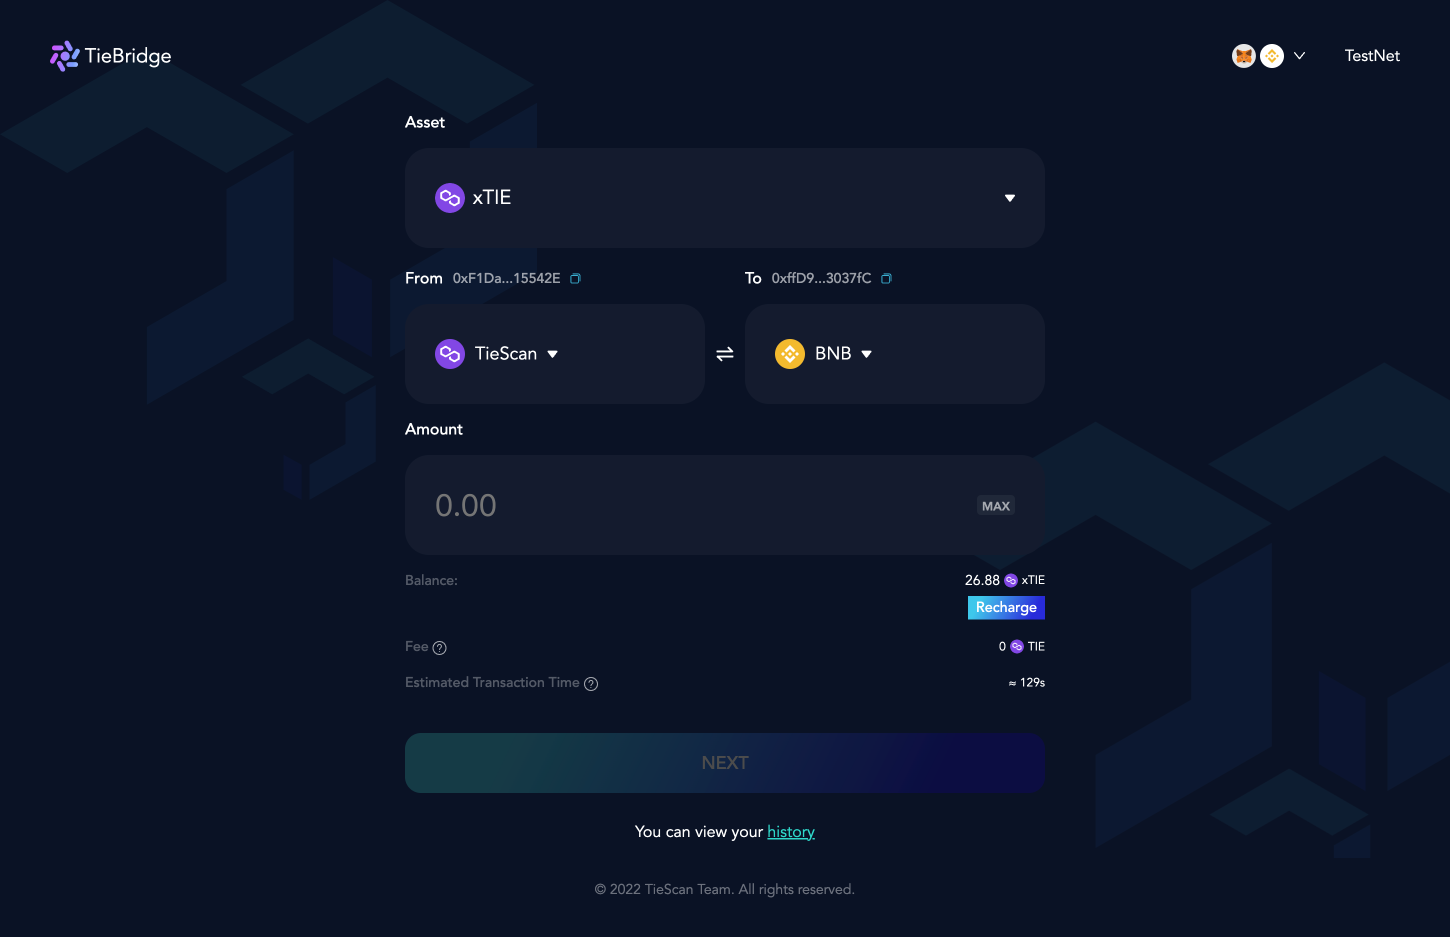 TieBridge
TestNet
Asset
xTIE
From 0xF1Da...15542E
To 0xffD9...3037fC
TieScan
BNB
Amount
0.00
MAX
Balance:
26.88 xTIE
Recharge
Fee ?
0 TIE
Estimated Transaction Time ?
≈ 129s
NEXT
You can view your history
© 2022 TieScan Team. All rights reserved.